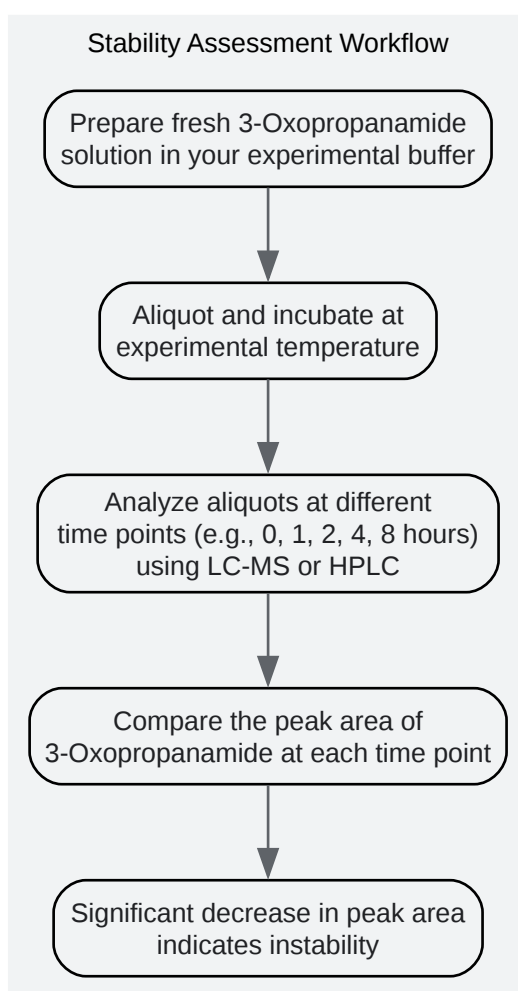 Stability Assessment Workflow
Prepare fresh 3-Oxopropanamide
solution in your experimental buffer
Aliquot and incubate at
experimental temperature
Analyze aliquots at different
time points (e.g., 0, 1, 2, 4, 8 hours)
using LC-MS or HPLC
Compare the peak area of
3-Oxopropanamide at each time point
Significant decrease in peak area
indicates instability